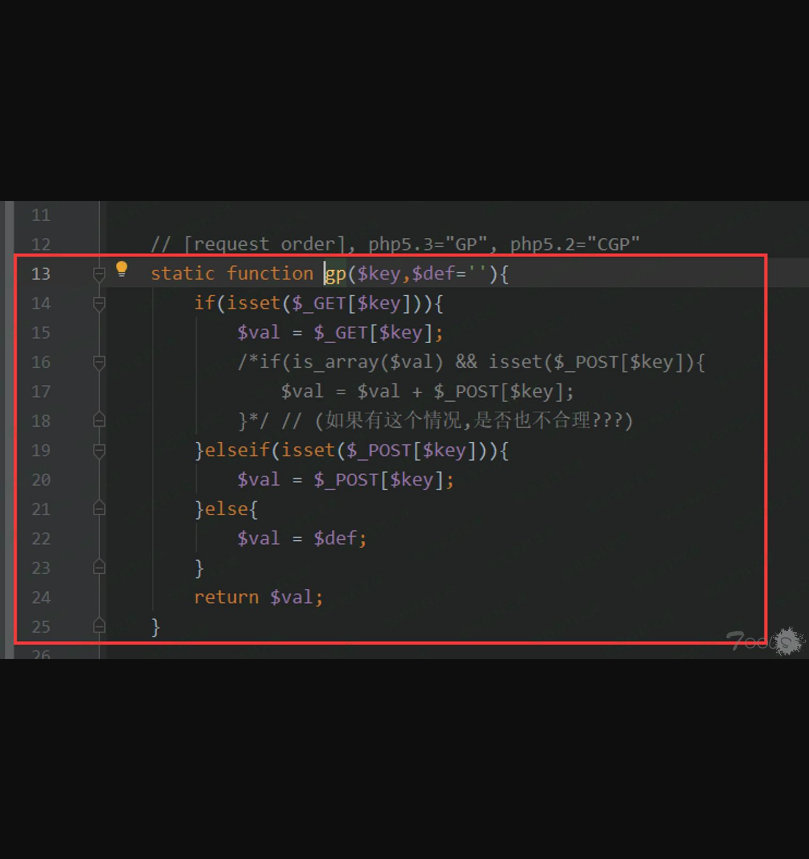 11
12 // [request order], php5.3="GP", php5.2="CGP"
13 static function gp($key,$def=''){
14 if(isset($_GET[$key])){
15 $val = $_GET[$key];
16 /*if(is_array($val) && isset($_POST[$key]){
17 $val = $val + $_POST[$key];
18 }*/ // (如果有这个情况,是否也不合理???)
19 }elseif(isset($_POST[$key])){
20 $val = $_POST[$key];
21 }else{
22 $val = $def;
23 }
24 return $val;
25 }
26